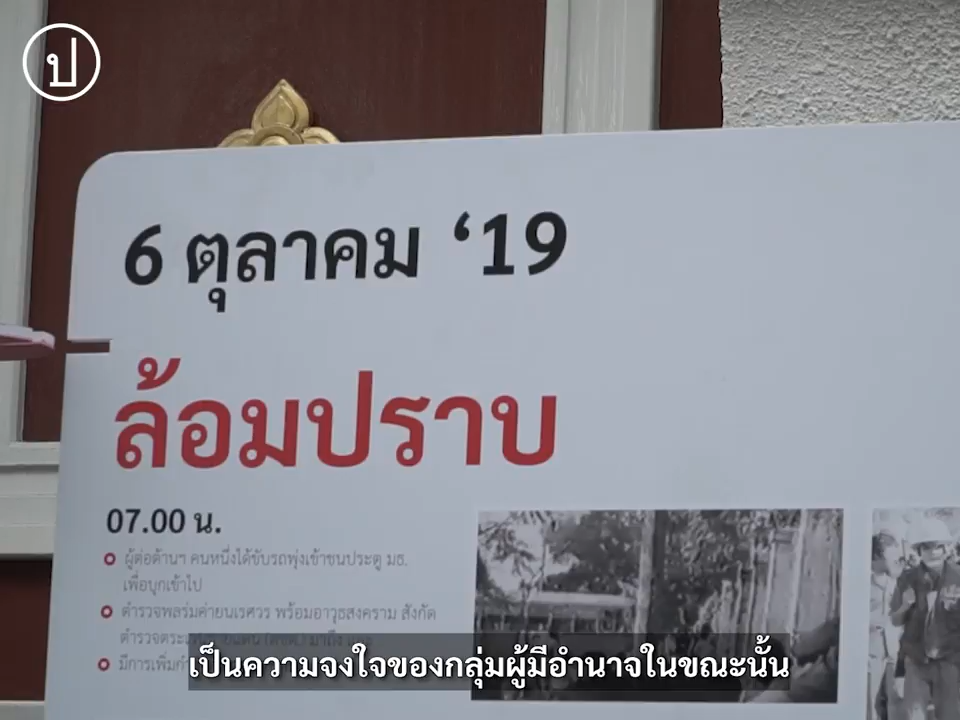 ป
6 ตุลาคม ‘19
ล้อมปราบ
07.00 น.
ผู้ต่อต้านฯ คนหนึ่งได้ขับรถพุ่งเข้าชนประตู มธ.
เพื่อบุกเข้าไป
ตำรวจพลร่มค่ายนเรศวร พร้อมอาวุธสงคราม สังกัด
มีการเพิ่ม
เป็นความจงใจของกลุ่มผู้มีอำนาจในขณะนั้น